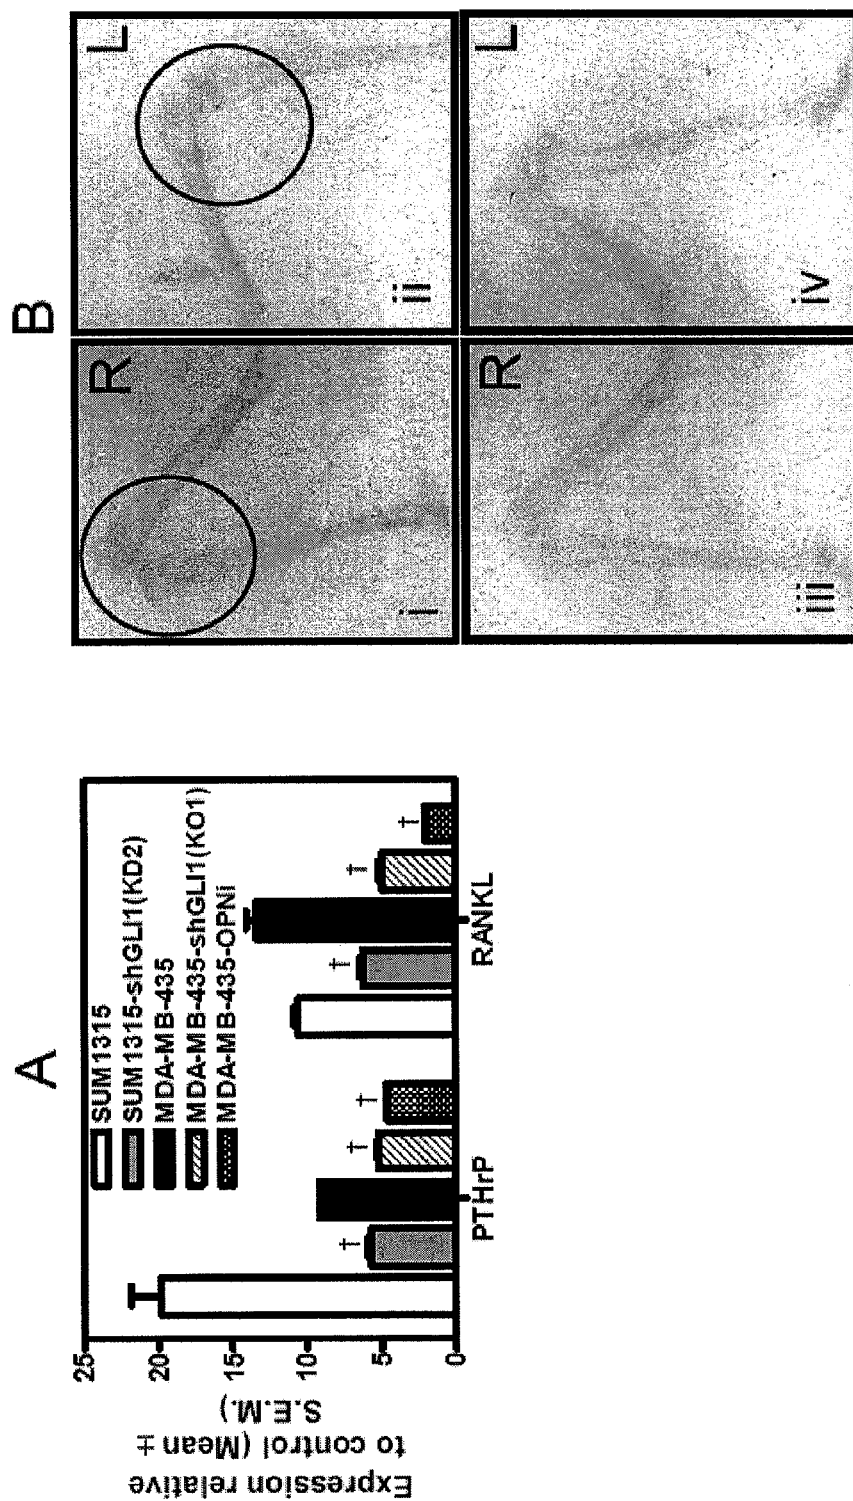 A
Expression relative
to control (Mean ±
S.E.M.)
25
20
15
10
5
0
SUM1315
SUM1315-shGLI1(KD2)
MDA-MB-435
MDA-MB-435-shGLI1(KO1)
MDA-MB-435-OPNi
†
†
†
†
†
†
PTHrP
RANKL
B
R
L
i
ii
R
L
iii
iv